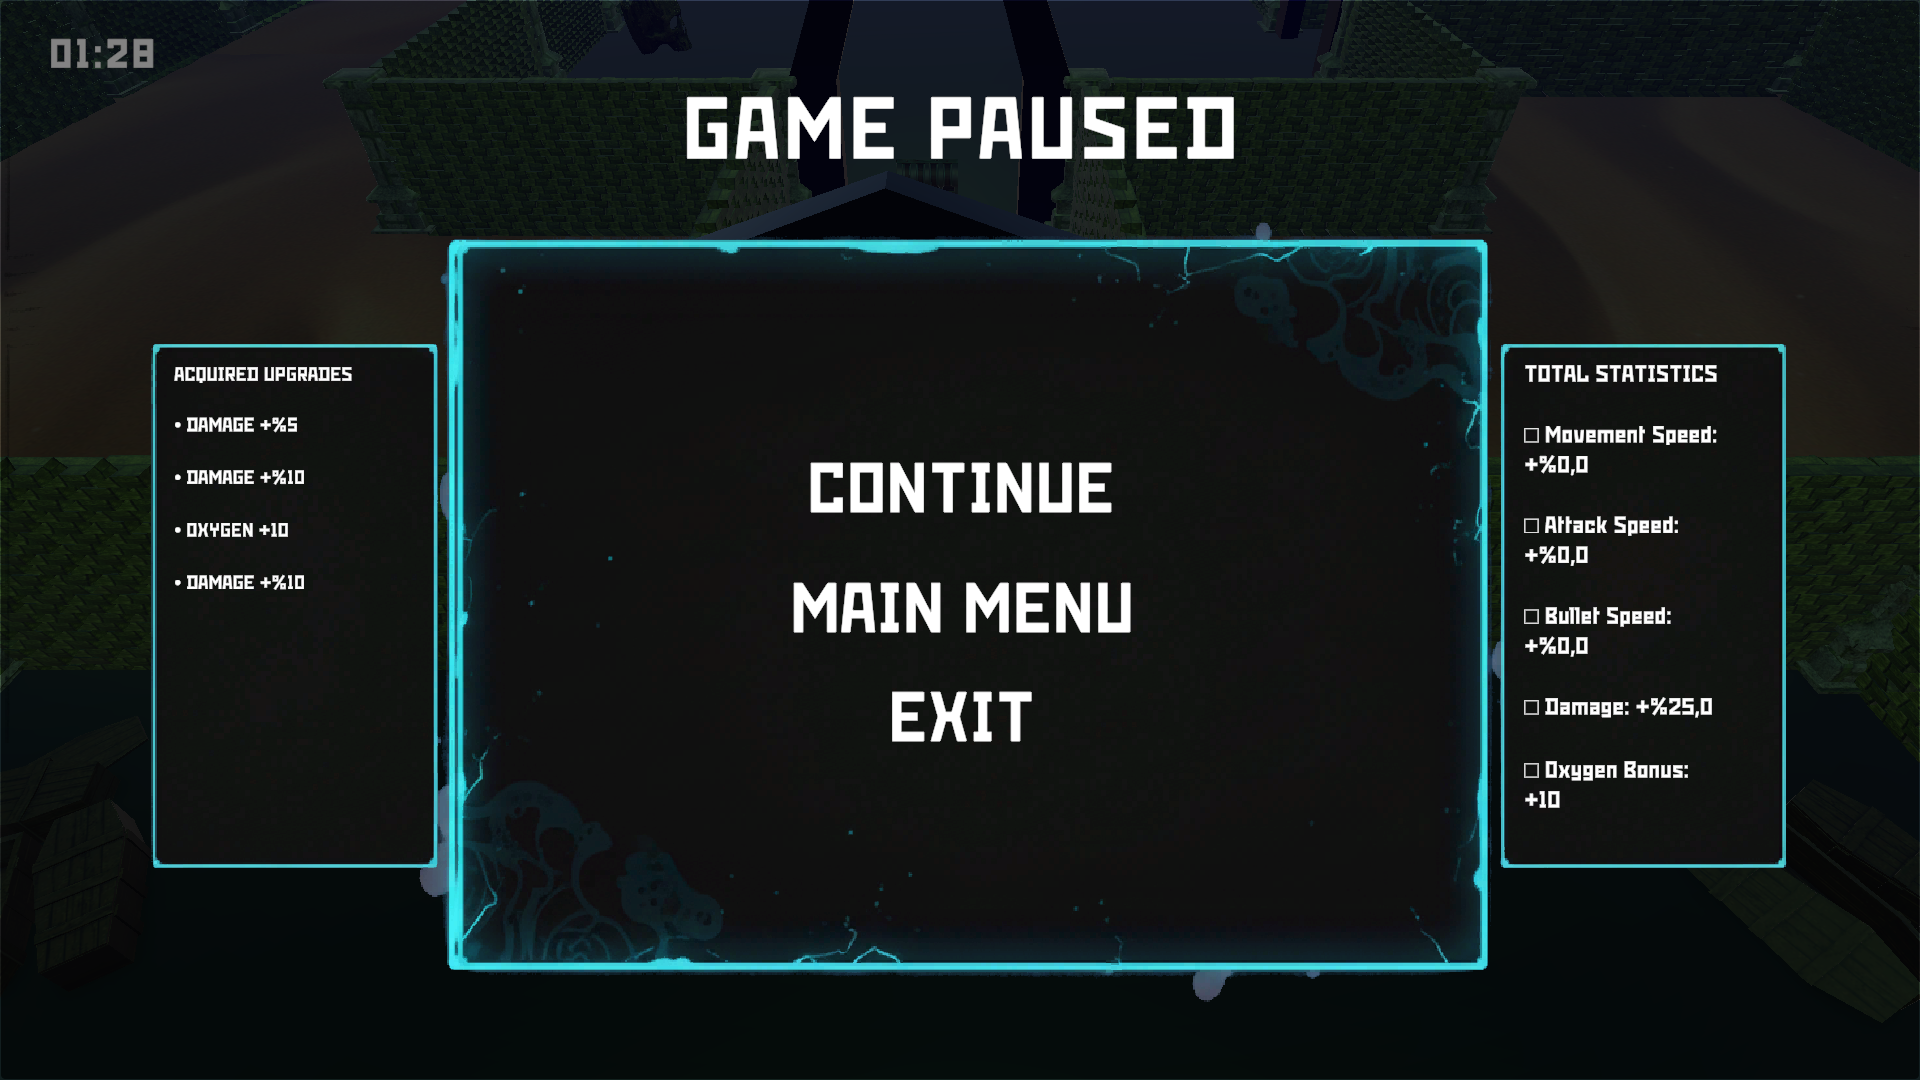 01:28
GAME PAUSED
ACQUIRED UPGRADES
• DAMAGE +%5
• DAMAGE +%10
• OXYGEN +10
• DAMAGE +%10
CONTINUE
MAIN MENU
EXIT
TOTAL STATISTICS
□ Movement Speed:
+%0,0
□ Attack Speed:
+%0,0
□ Bullet Speed:
+%0,0
□ Damage: +%25,0
□ Oxygen Bonus:
+10